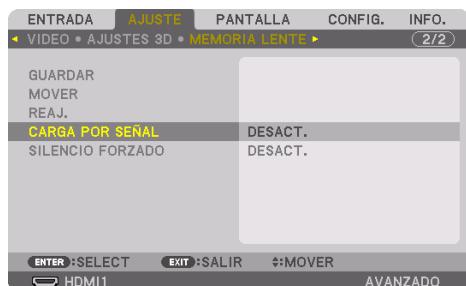 ENTRADA AJUSTE PANTALLA CONFIG. INFO.
VIDEO • AJUSTES 3D • MEMORIA LENTE 2/2
GUARDAR
MOVER
REAJ.
CARGA POR SEÑAL DESACT.
SILENCIO FORZADO DESACT.
ENTER :SELECT EXIT :SALIR :MOVER
HDMI1 AVANZADO